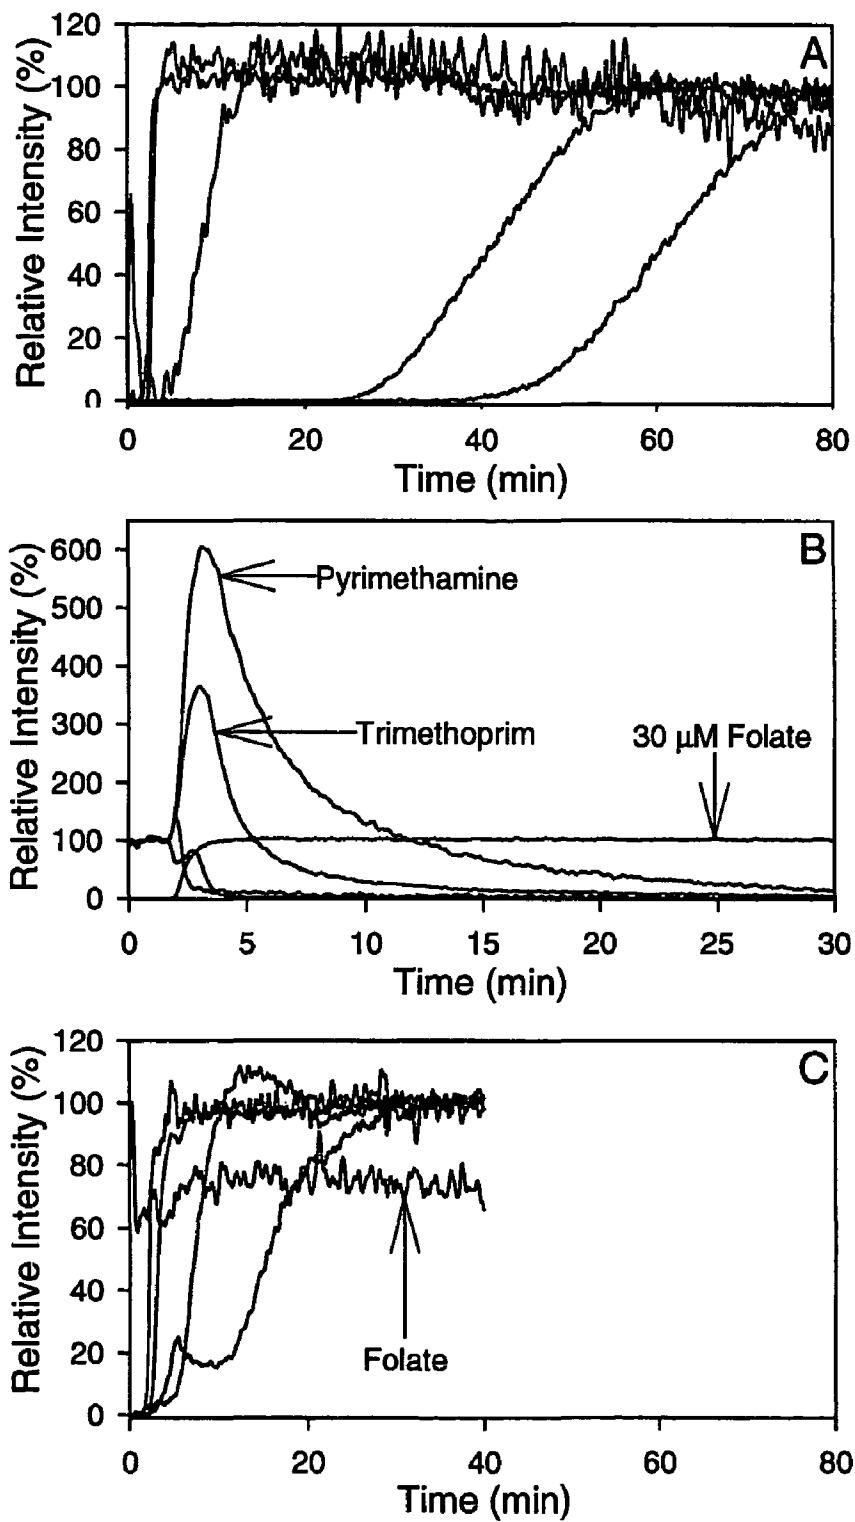 A
120
100
80
60
40
20
0
Relative Intensity (%)
0 20 40 60 80
Time (min)
B
600
500
400
300
200
100
0
Relative Intensity (%)
Pyrimethamine
Trimethoprim
30 µM Folate
0 5 10 15 20 25 30
Time (min)
C
120
100
80
60
40
20
0
Relative Intensity (%)
Folate
0 20 40 60 80
Time (min)